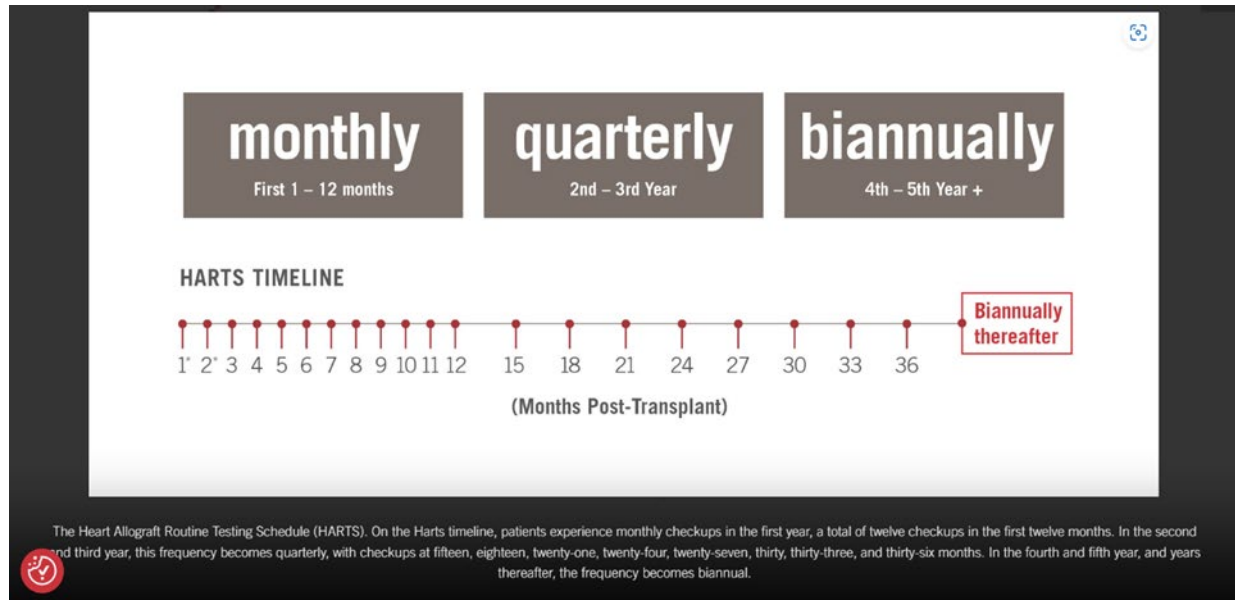 monthly
First 1 – 12 months
quarterly
2nd – 3rd Year
biannually
4th – 5th Year +
HARTS TIMELINE
Biannually
thereafter
1* 2* 3 4 5 6 7 8 9 10 11 12 15 18 21 24 27 30 33 36
(Months Post-Transplant)
The Heart Allograft Routine Testing Schedule (HARTS). On the Harts timeline, patients experience monthly checkups in the first year, a total of twelve checkups in the first twelve months. In the second
nd third year, this frequency becomes quarterly, with checkups at fifteen, eighteen, twenty-one, twenty-four, twenty-seven, thirty, thirty-three, and thirty-six months. In the fourth and fifth year, and years
thereafter, the frequency becomes biannual.